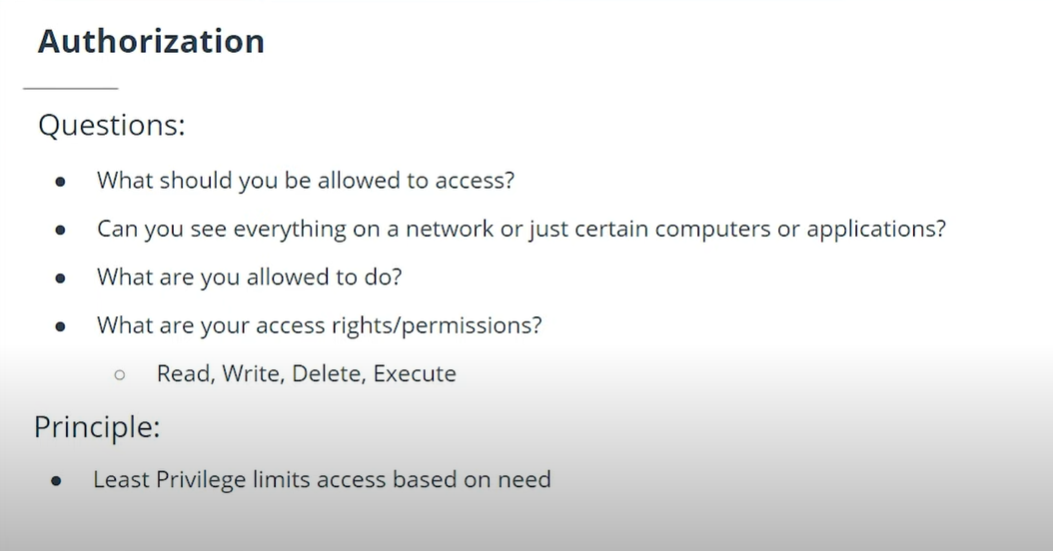 Authorization
Questions:
● What should you be allowed to access?
● Can you see everything on a network or just certain computers or applications?
● What are you allowed to do?
● What are your access rights/permissions?
○ Read, Write, Delete, Execute
Principle:
● Least Privilege limits access based on need